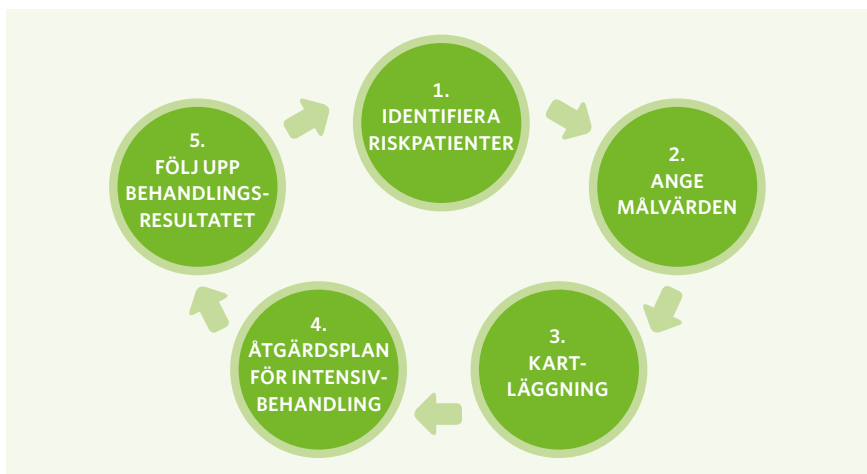 1.
IDENTIFIERA
RISKPATIENTER
2.
ANGE
MÅLVÄRDEN
3.
KART-
LÄGGNING
4.
ÅTGÄRDSPLAN
FÖR INTENSIV-
BEHANDLING
5.
FÖLJ UPP
BEHANDLINGS-
RESULTATET